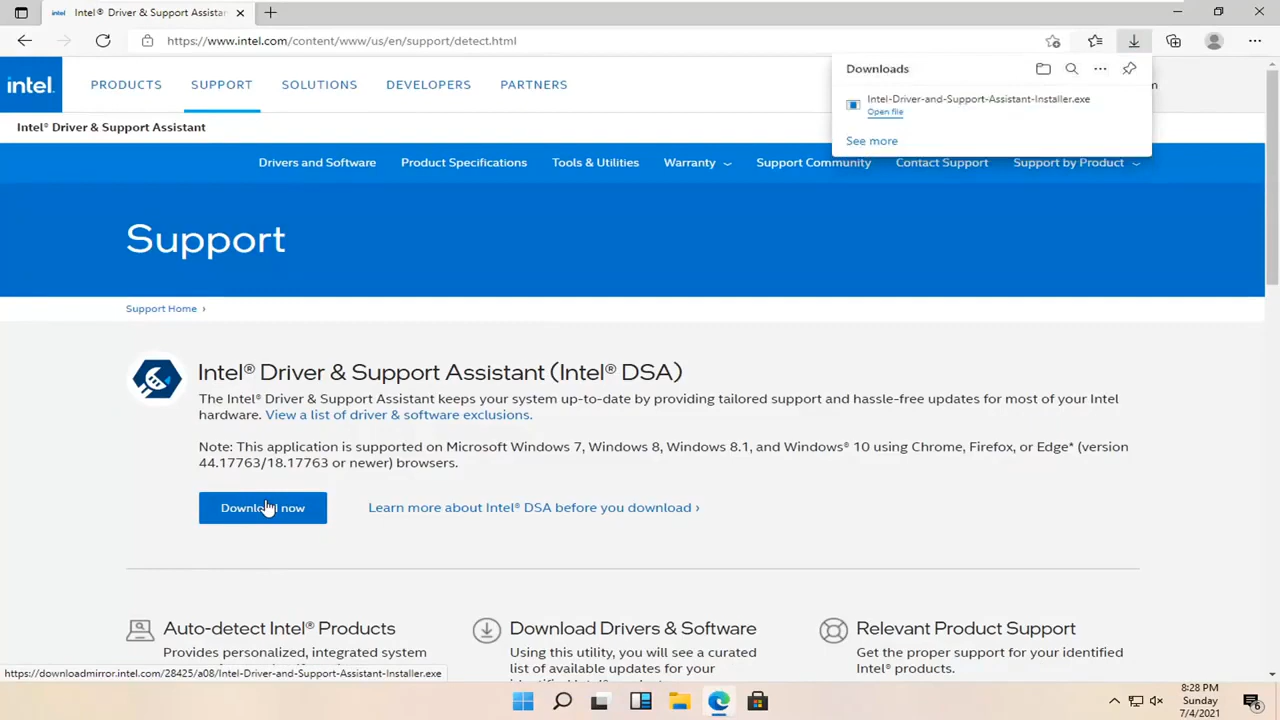 intel. Intel® Driver & Support Assistan
https://www.intel.com/content/www/us/en/support/detect.html
Downloads
Intel-Driver-and-Support-Assistant-Installer.exe
Open file
See more
intel. PRODUCTS SUPPORT SOLUTIONS DEVELOPERS PARTNERS
Intel® Driver & Support Assistant
Drivers and Software Product Specifications Tools & Utilities Warranty Support Community Contact Support Support by Product
Support
Support Home ›
Intel® Driver & Support Assistant (Intel® DSA)
The Intel® Driver & Support Assistant keeps your system up-to-date by providing tailored support and hassle-free updates for most of your Intel
hardware. View a list of driver & software exclusions.
Note: This application is supported on Microsoft Windows 7, Windows 8, Windows 8.1, and Windows® 10 using Chrome, Firefox, or Edge* (version
44.17763/18.17763 or newer) browsers.
Download now Learn more about Intel® DSA before you download ›
Auto-detect Intel® Products
Provides personalized, integrated system
Download Drivers & Software
Using this utility, you will see a curated
list of available updates for your
Relevant Product Support
Get the proper support for your identified
Intel® products.
https://downloadmirror.intel.com/28425/a08/Intel-Driver-and-Support-Assistant-Installer.exe
8:28 PM
Sunday
7/4/2021
6